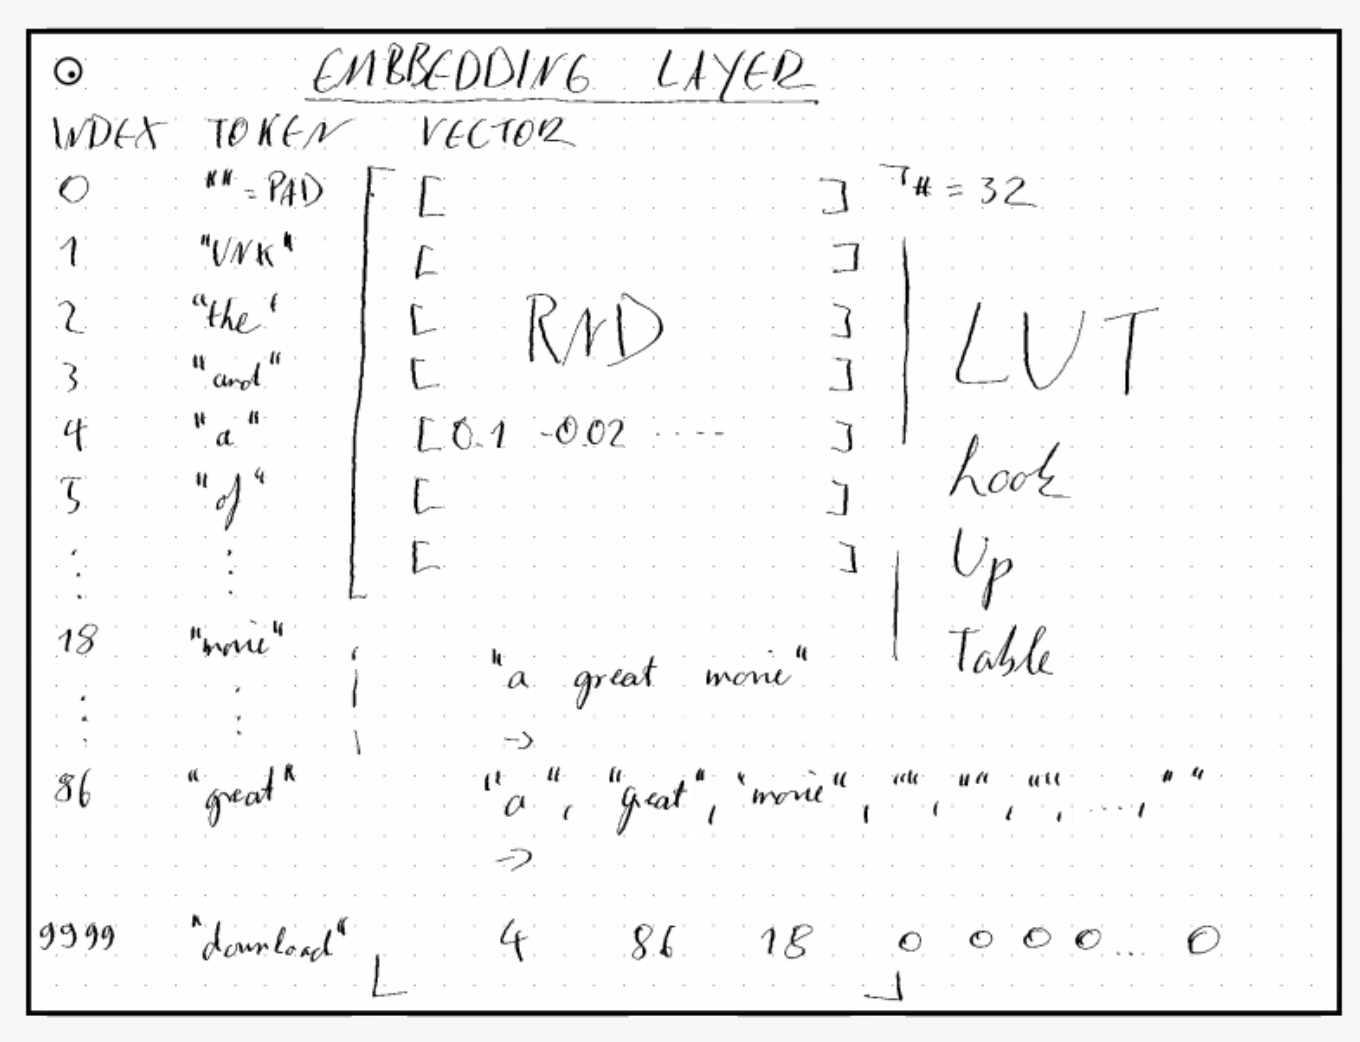 EMBBEDDING LAYER
INDEX TOKEN VECTOR
0 "" = PAD [ ] # = 32
1 "UNK" [ ]
2 "the" [ ]
RND
LUT
3 "and" [ ]
4 "a" [ 0.1 -0.02 ..... ]
Look
5 "of" [ ]
Up
⋮ ⋮ [ ]
18 "movie"
Table
"a great movie"
⋮ ⋮
->
86 "great" "a", "great", "movie", "", "", "", ..., ""
->
9999 "download" 4 86 18 0 0 0 0 ... 0